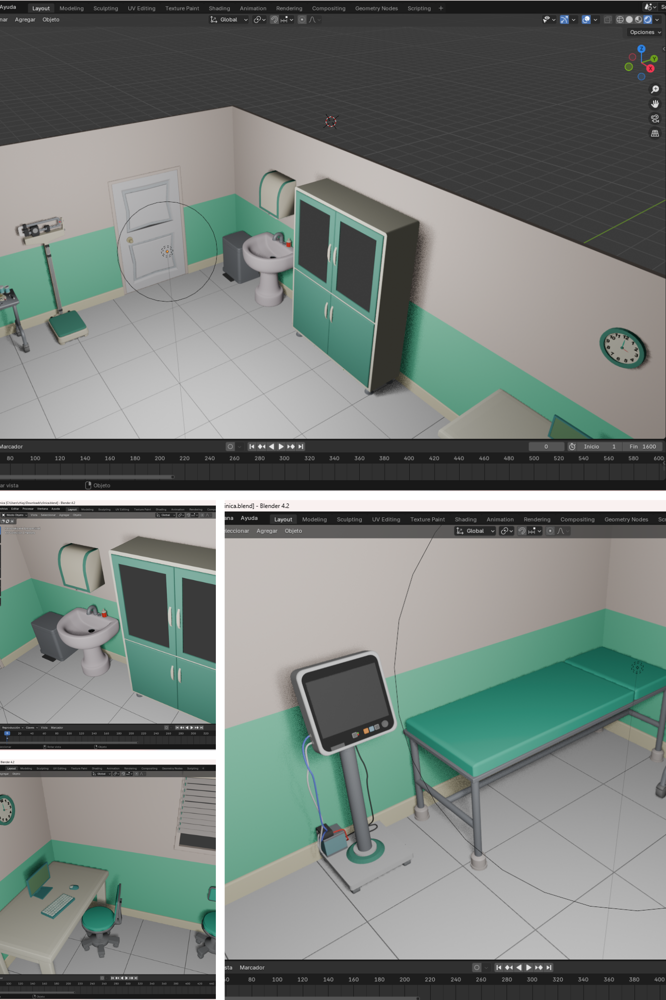 Ayuda Layout Modeling Sculpting UV Editing Texture Paint Shading Animation Rendering Compositing Geometry Nodes Scripting + Sc
nar Agregar Objeto Global
Opciones
Z
Y
X
11 12 1
10 2
9 3
8 4
7 6 5
Marcador 0 Inicio 1 Fin 1600
80 100 120 140 160 180 200 220 240 260 280 300 320 340 360 380 400 420 440 460 480 500 520 540 560 580 600
ar vista Objeto
nica [C:\Users\chiay\Downloads\clinica.blend] - Blender 4.2
rchivo Editar Procesar Ventana Ayuda Layout Modeling Sculpting UV Editing Texture Paint Shading Animation Rendering Compo
Modo Objeto Vista Seleccionar Agregar Objeto Global
Reproducción Claves Vista Marcador
0 20 40 60 80 100 120 140 160 180 200 220 240 260 280 300 320
eccionar Rotar vista Objeto
Blender 4.2
Layout Modeling Sculpting UV Editing Texture Paint Shading Animation Rendering Compositing Geometry Nodes Scripting +
Agregar Objeto Global
or
100 120 140 160 180 200 220 240 260 280 300 320 340 360 380 400 420 440
Objeto
inica.blend] - Blender 4.2
ana Ayuda Layout Modeling Sculpting UV Editing Texture Paint Shading Animation Rendering Compositing Geometry Nodes Scr
eleccionar Agregar Objeto Global
sta Marcador
60 80 100 120 140 160 180 200 220 240 260 280 300 320 340 360 380 400